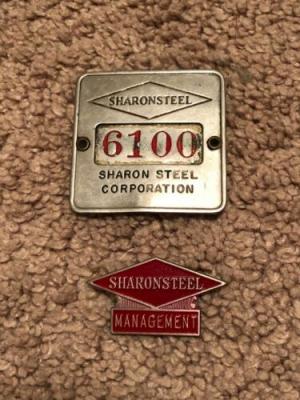 SHARONSTEEL
6100
SHARON STEEL
CORPORATION
SHARONSTEEL
MANAGEMENT